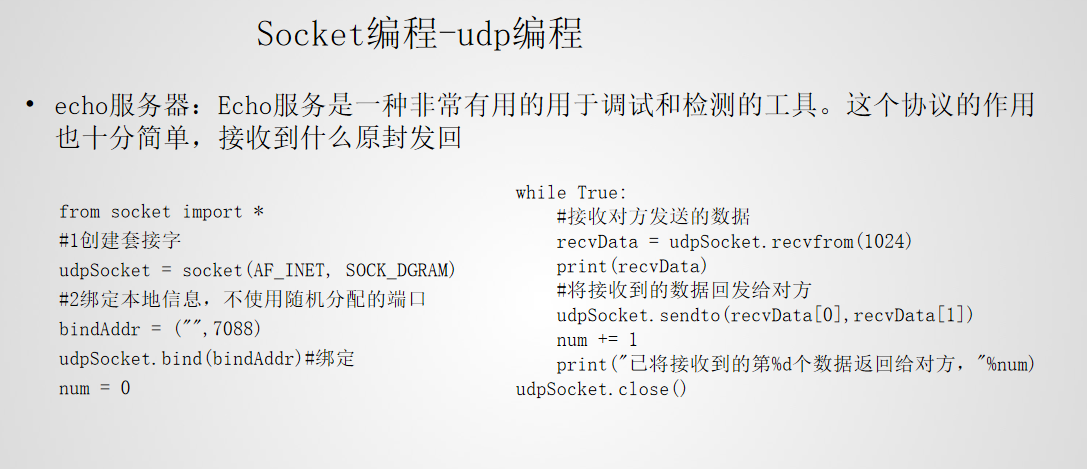 Socket编程-udp编程
• echo服务器：Echo服务是一种非常有用的用于调试和检测的工具。这个协议的作用
也十分简单，接收到什么原封发回
from socket import *
#1创建套接字
udpSocket = socket(AF_INET, SOCK_DGRAM)
#2绑定本地信息，不使用随机分配的端口
bindAddr = ("",7088)
udpSocket.bind(bindAddr)#绑定
num = 0
while True:
    #接收对方发送的数据
    recvData = udpSocket.recvfrom(1024)
    print(recvData)
    #将接收到的数据回发给对方
    udpSocket.sendto(recvData[0],recvData[1])
    num += 1
    print("已将接收到的第%d个数据返回给对方，"%num)
udpSocket.close()